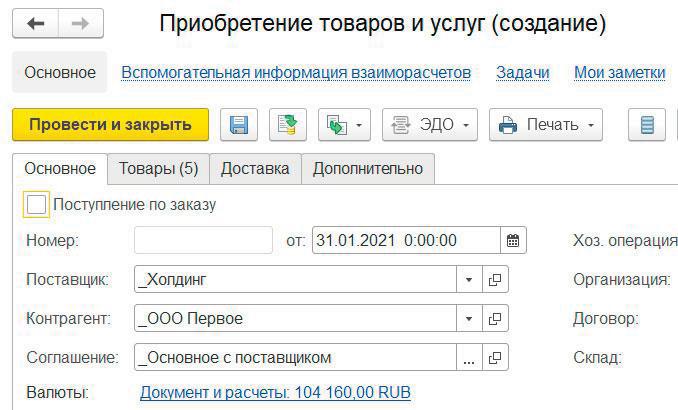 Приобретение товаров и услуг (создание)
Основное Вспомогательная информация взаиморасчетов Задачи Мои заметки
Провести и закрыть ЭДО Печать
Основное Товары (5) Доставка Дополнительно
Поступление по заказу
Номер: от: 31.01.2021 0:00:00 Хоз. операция
Поставщик: _Холдинг Организация:
Контрагент: _ООО Первое Договор:
Соглашение: _Основное с поставщиком ... Склад:
Валюты: Документ и расчеты: 104 160,00 RUB